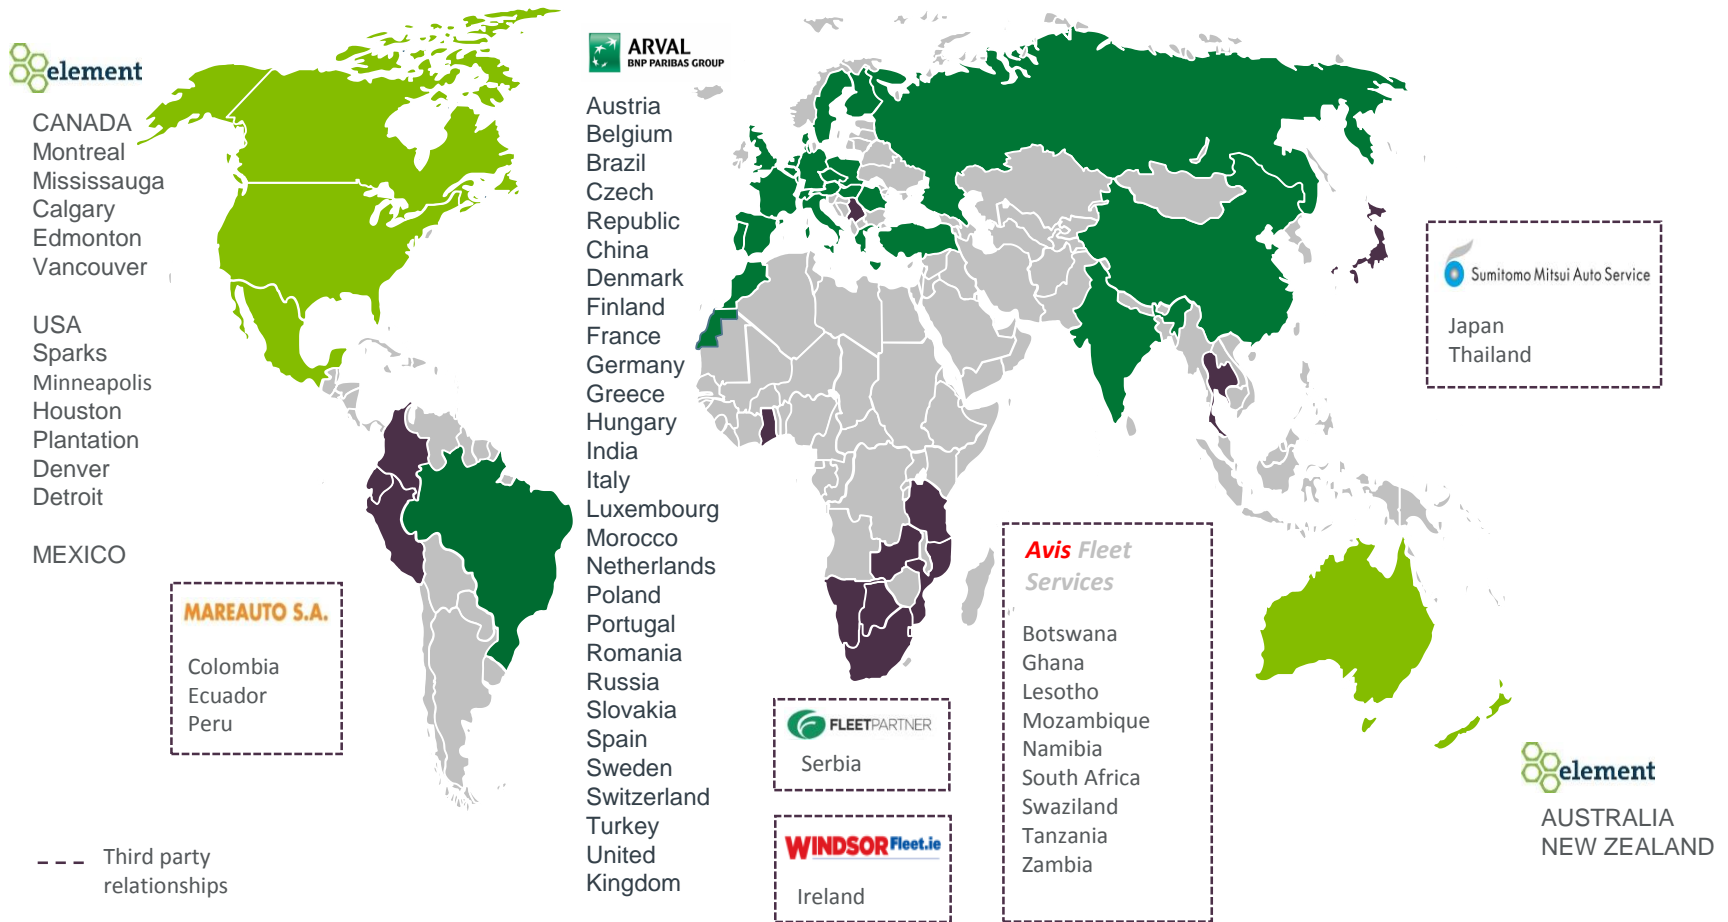 element
CANADA
Montreal
Mississauga
Calgary
Edmonton
Vancouver
USA
Sparks
Minneapolis
Houston
Plantation
Denver
Detroit
MEXICO
MAREAUTO S.A.
Colombia
Ecuador
Peru
Third party
relationships
ARVAL
BNP PARIBAS GROUP
Austria
Belgium
Brazil
Czech
Republic
China
Denmark
Finland
France
Germany
Greece
Hungary
India
Italy
Luxembourg
Morocco
Netherlands
Poland
Portugal
Romania
Russia
Slovakia
Spain
Sweden
Switzerland
Turkey
United
Kingdom
FLEETPARTNER
Serbia
WINDSOR Fleet.ie
Ireland
Avis Fleet
Services
Botswana
Ghana
Lesotho
Mozambique
Namibia
South Africa
Swaziland
Tanzania
Zambia
Sumitomo Mitsui Auto Service
Japan
Thailand
element
AUSTRALIA
NEW ZEALAND